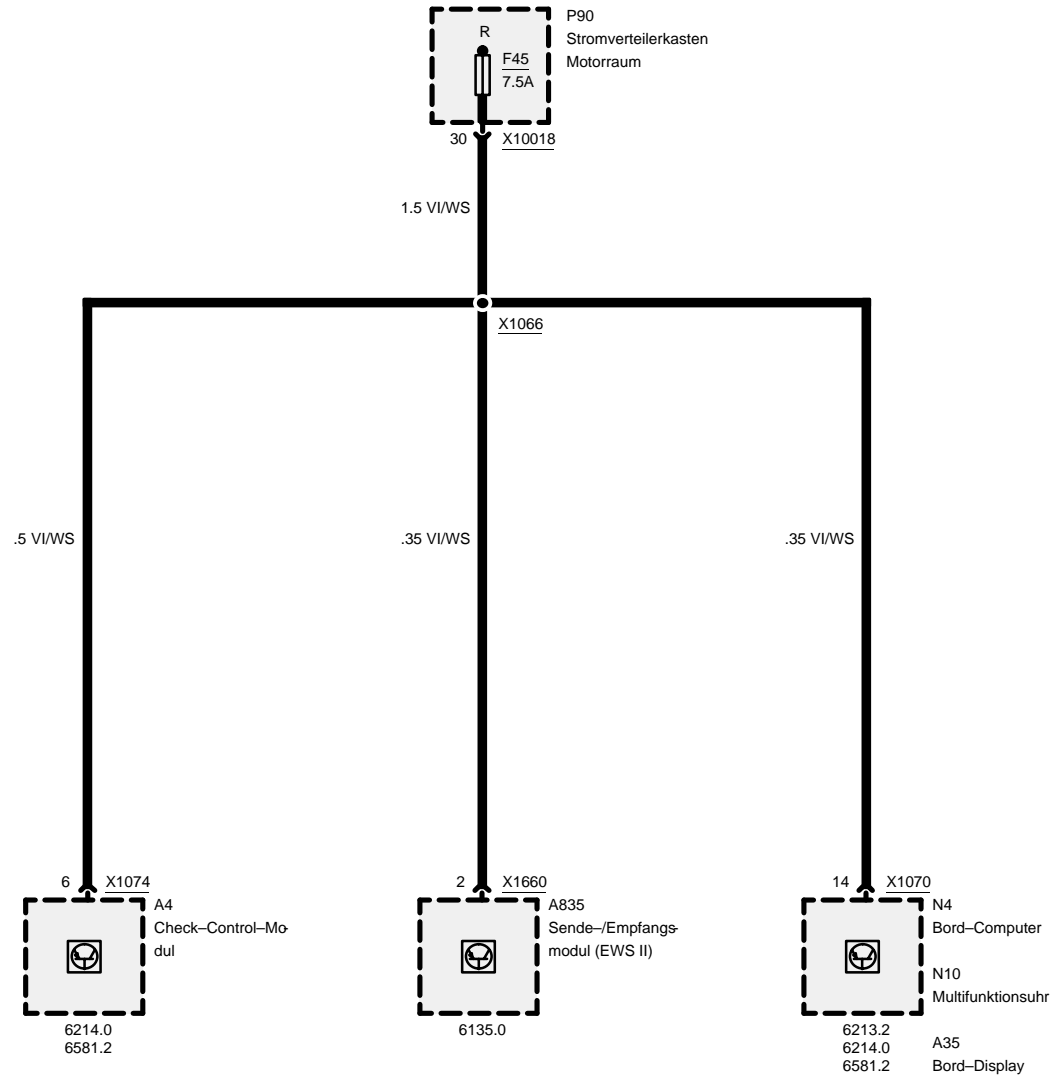 P90
Stromverteilerkasten
Motorraum
R
F45
7.5A
30
X10018
1.5 VI/WS
X1066
.5 VI/WS
.35 VI/WS
.35 VI/WS
6
X1074
A4
Check–Control–Mo-
dul
6214.0
6581.2
2
X1660
A835
Sende–/Empfangs-
modul (EWS II)
6135.0
14
X1070
N4
Bord–Computer
N10
Multifunktionsuhr
6213.2
6214.0
6581.2
A35
Bord–Display